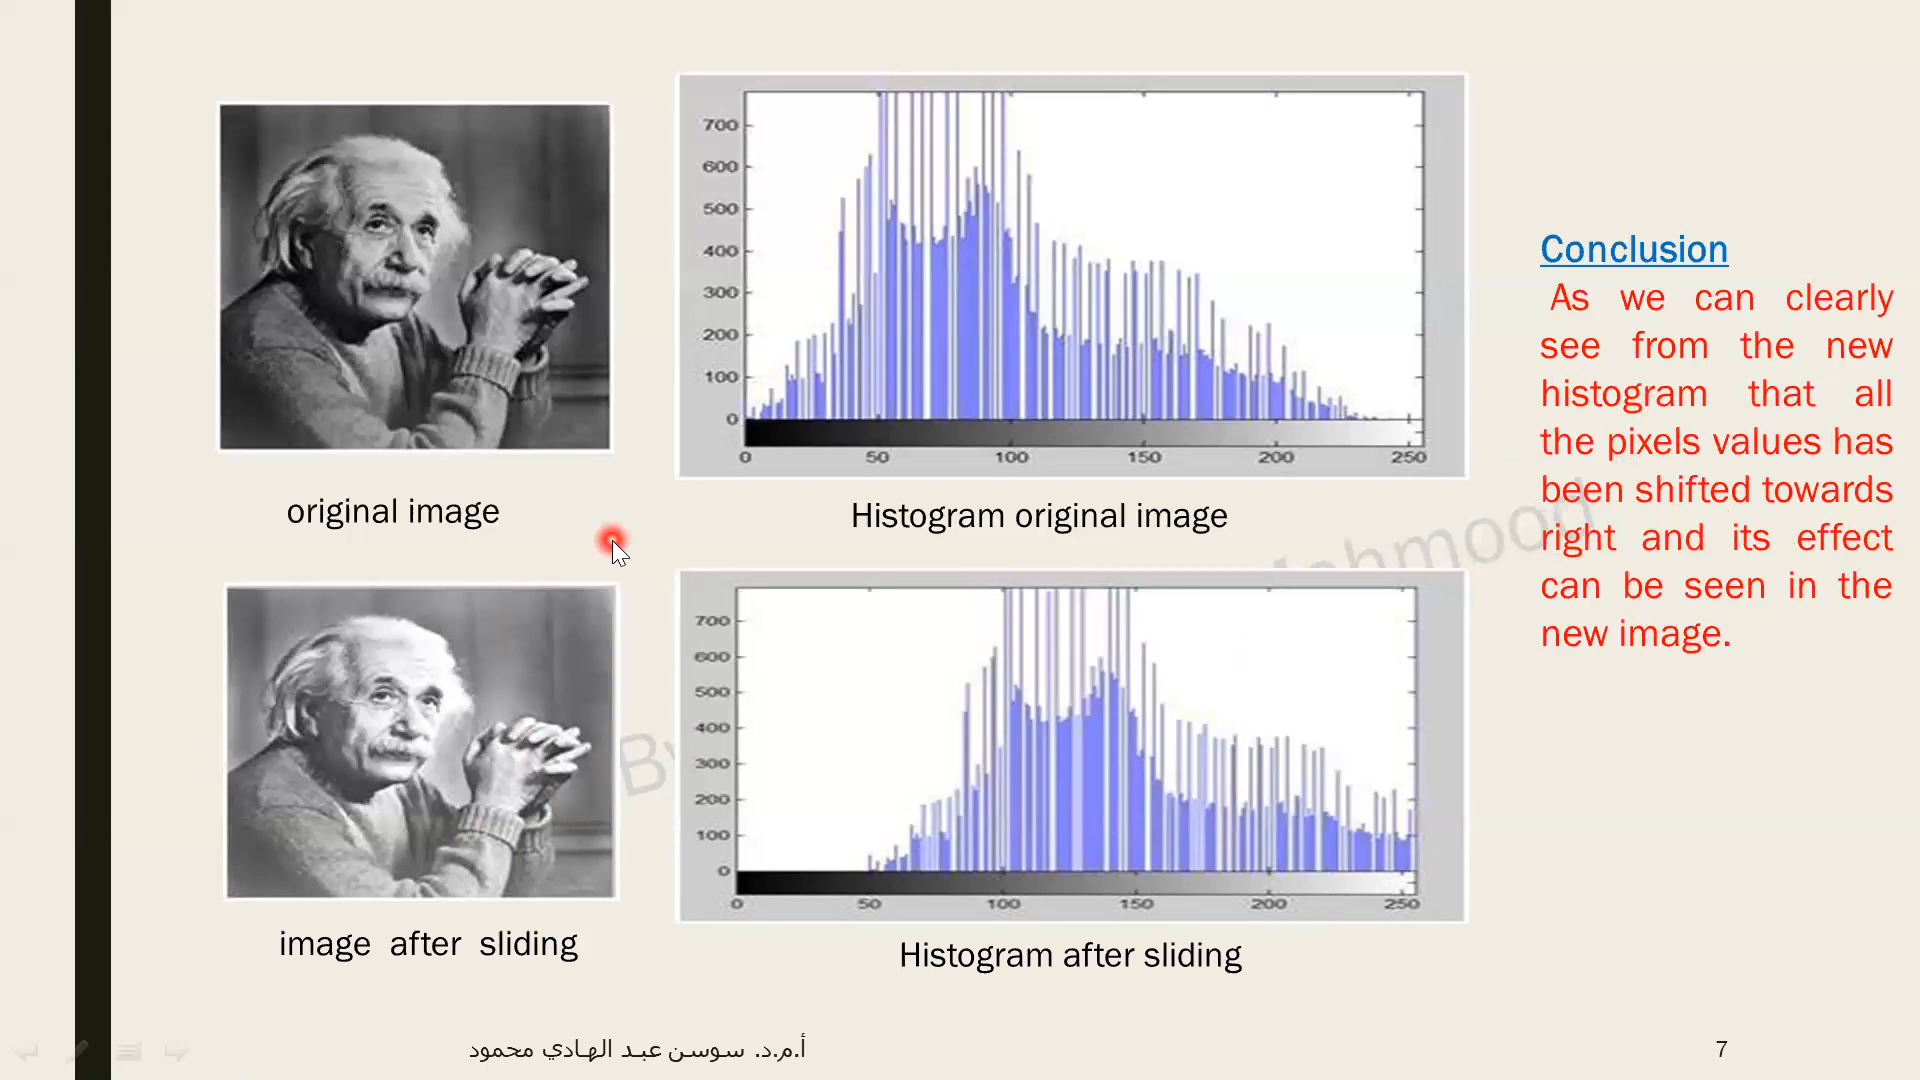 700
600
500
400
300
200
100
0
0 50 100 150 200 250
original image
Histogram original image
700
600
500
400
300
200
100
0
0 50 100 150 200 250
image after sliding
Histogram after sliding
Conclusion
As we can clearly
see from the new
histogram that all
the pixels values has
been shifted towards
right and its effect
can be seen in the
new image.
By
أ.م.د. سوسن عبد الهادي محمود
7